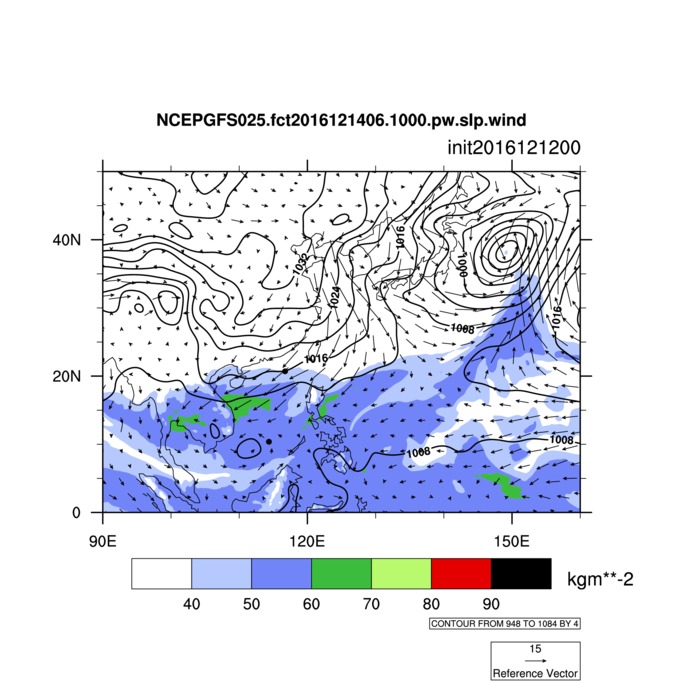 NCEPGFS025.fct2016121406.1000.pw.slp.wind
init2016121200
40N
20N
0
90E
120E
150E
1032
1024
1016
1016
1000
1008
1016
1008
1008
40
50
60
70
80
90
kgm**-2
CONTOUR FROM 948 TO 1084 BY 4
15
Reference Vector